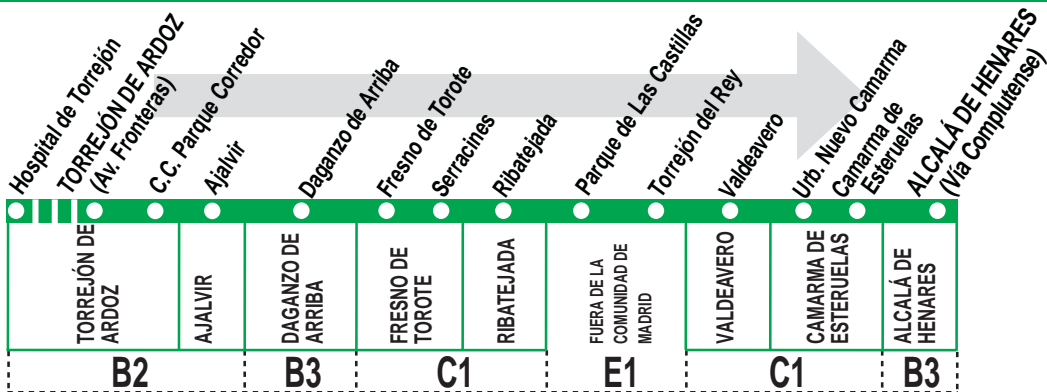 Hospital de Torrejón
TORREJÓN DE ARDOZ
(Av. Fronteras)
C.C. Parque Corredor
Ajalvir
Daganzo de Arriba
Fresno de Torote
Serracines
Ribatejada
Parque de Las Castillas
Torrejón del Rey
Valdeavero
Urb. Nuevo Camarma
Camarma de
Esteruelas
ALCALÁ DE HENARES
(Vía Complutense)
TORREJÓN DE
ARDOZ
AJALVIR
DAGANZO DE
ARRIBA
FRESNO DE
TOROTE
RIBATEJADA
FUERA DE LA
COMUNIDAD DE
MADRID
VALDEAVERO
CAMARMA DE
ESTERUELAS
ALCALÁ DE
HENARES
B2
B3
C1
E1
C1
B3